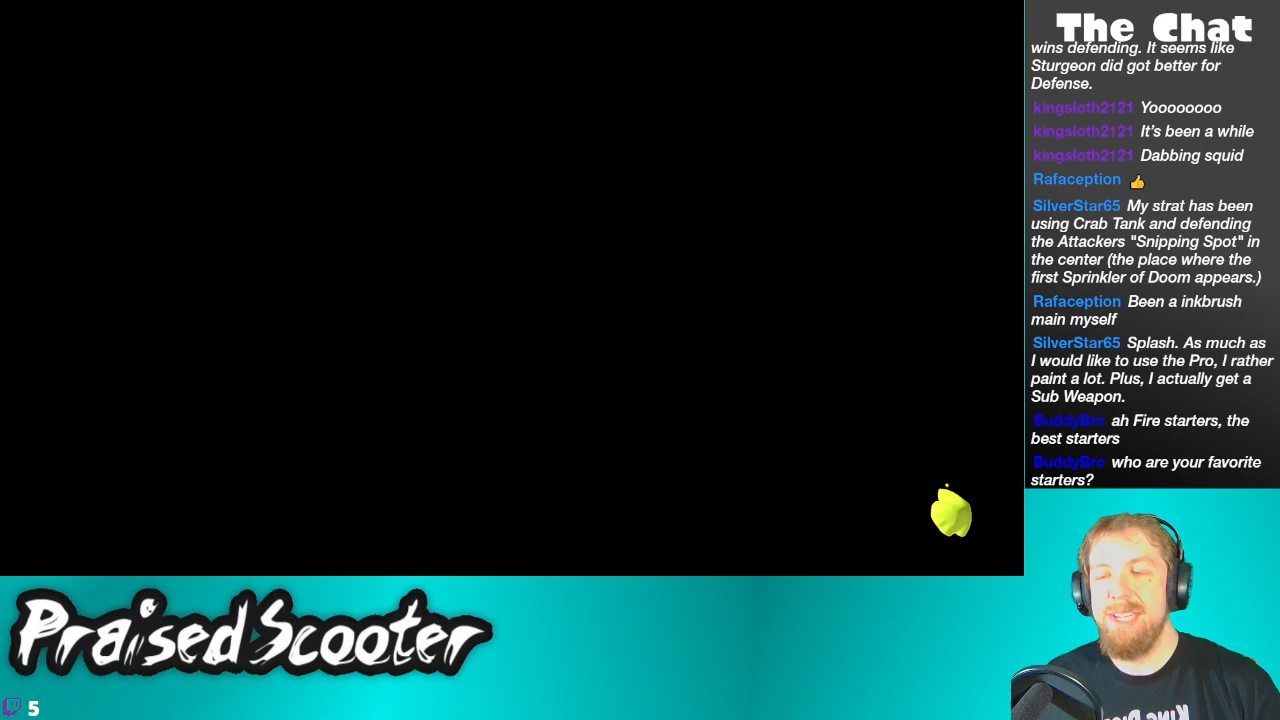 The Chat
wins defending. It seems like
Sturgeon did got better for
Defense.
kingsloth2121 Yoooooooo
kingsloth2121 It's been a while
kingsloth2121 Dabbing squid
Rafaception 👍
SilverStar65 My strat has been
using Crab Tank and defending
the Attackers "Snipping Spot" in
the center (the place where the
first Sprinkler of Doom appears.)
Rafaception Been a inkbrush
main myself
SilverStar65 Splash. As much as
I would like to use the Pro, I rather
paint a lot. Plus, I actually get a
Sub Weapon.
BuddyBro ah Fire starters, the
best starters
BuddyBro who are your favorite
starters?
PraisedScooter
5